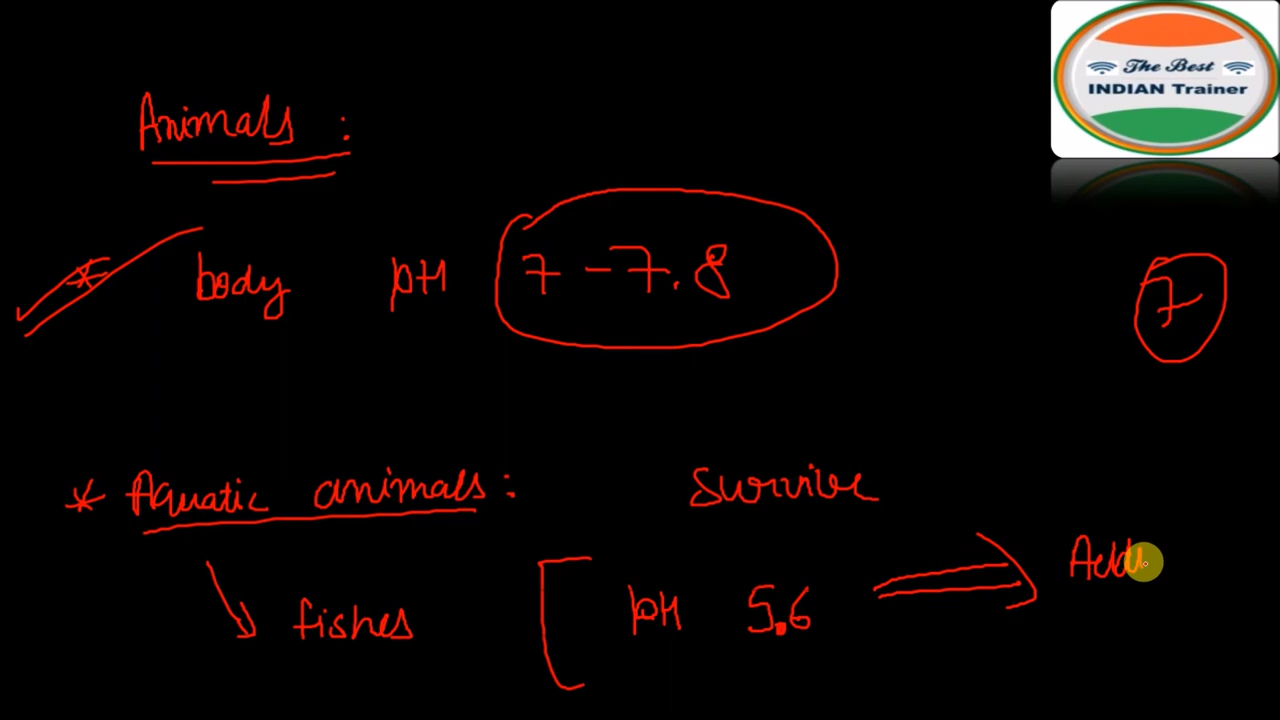 The Best
INDIAN Trainer
Animals :
* body pH 7 - 7.8
7
* Aquatic animals : survive
fishes pH 5.6